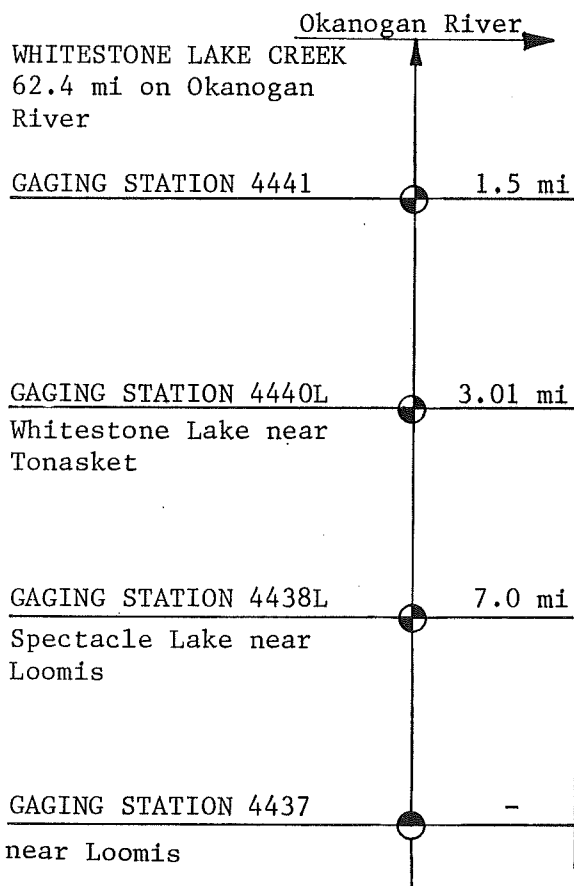 Okanogan River
WHITESTONE LAKE CREEK
62.4 mi on Okanogan
River
GAGING STATION 4441 1.5 mi
GAGING STATION 4440L 3.01 mi
Whitestone Lake near
Tonasket
GAGING STATION 4438L 7.0 mi
Spectacle Lake near
Loomis
GAGING STATION 4437 -
near Loomis